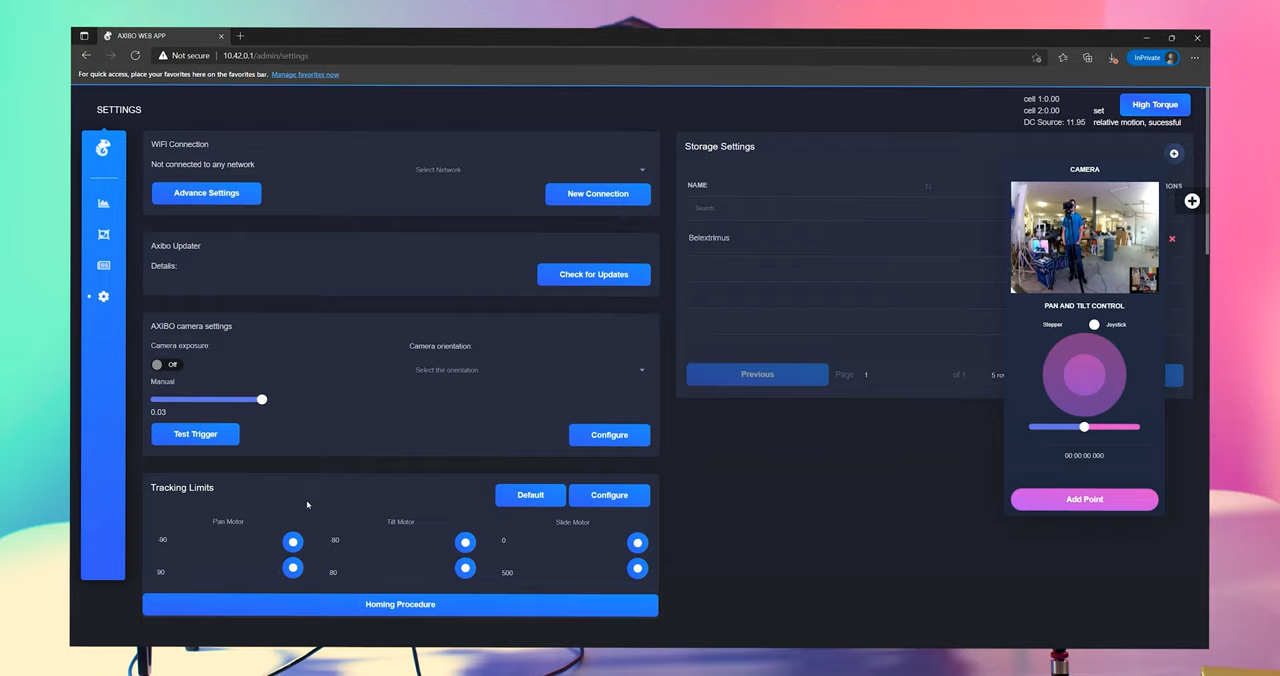 AXIBO WEB APP
Not secure
10.42.0.1/admin/settings
InPrivate
For quick access, place your favorites here on the favorites bar. Manage favorites now
SETTINGS
cell 1:0.00
cell 2:0.00
DC Source: 11.95
set
relative motion, sucessful
High Torque
WiFi Connection
Not connected to any network
Select Network
Advance Settings
New Connection
Axibo Updater
Details:
Check for Updates
AXIBO camera settings
Camera exposure:
Camera orientation:
Off
Select the orientation
Manual
0.03
Test Trigger
Configure
Tracking Limits
Default
Configure
Pan Motor
Tilt Motor
Slide Motor
-90
-80
0
90
80
500
Homing Procedure
Storage Settings
NAME
IONS
Search...
Belextrimus
Previous
Page
1
of 1
5 ro
CAMERA
PAN AND TILT CONTROL
Stepper
Joystick
00:00:00.000
Add Point